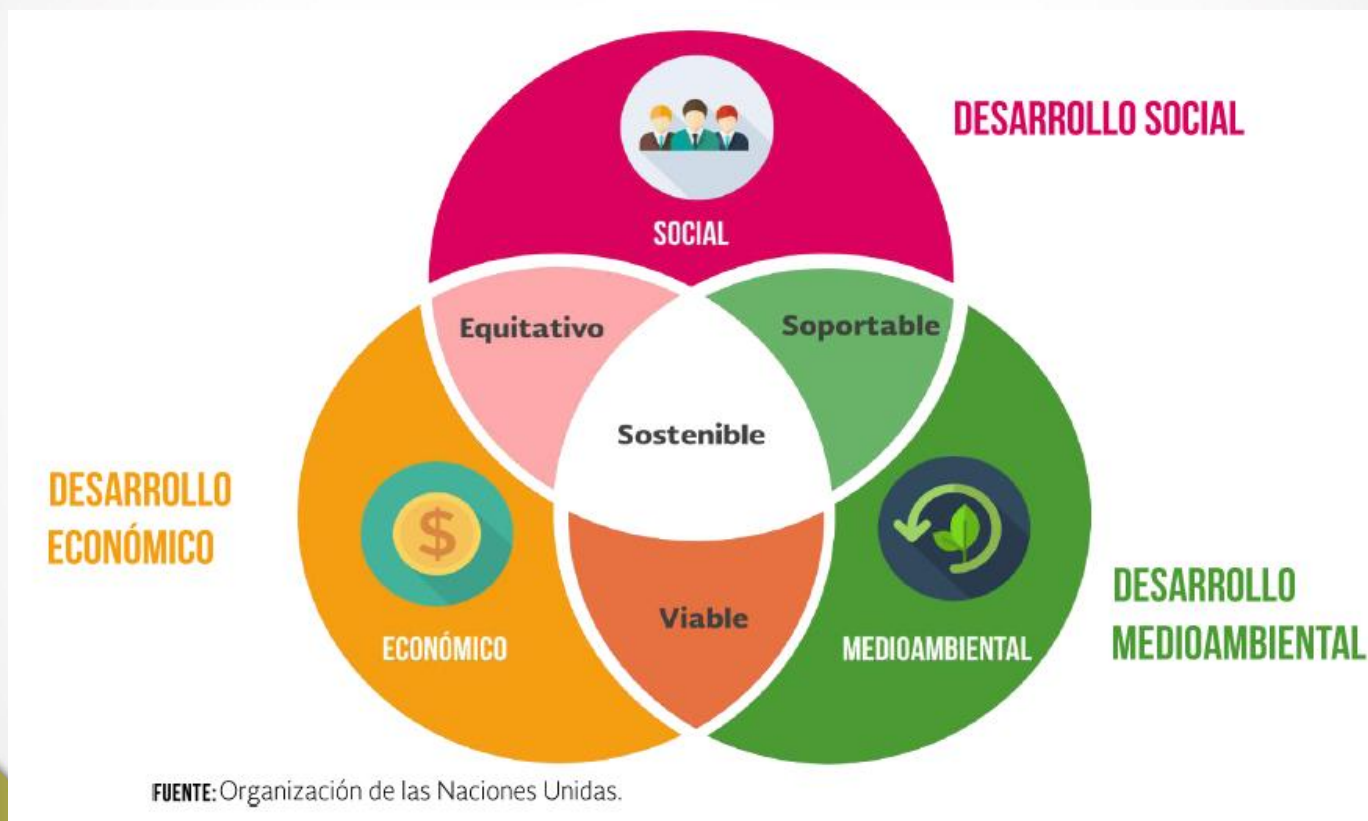 DESARROLLO SOCIAL
SOCIAL
Equitativo
Soportable
Sostenible
DESARROLLO
ECONÓMICO
$
ECONÓMICO
Viable
MEDIOAMBIENTAL
DESARROLLO
MEDIOAMBIENTAL
FUENTE: Organización de las Naciones Unidas.